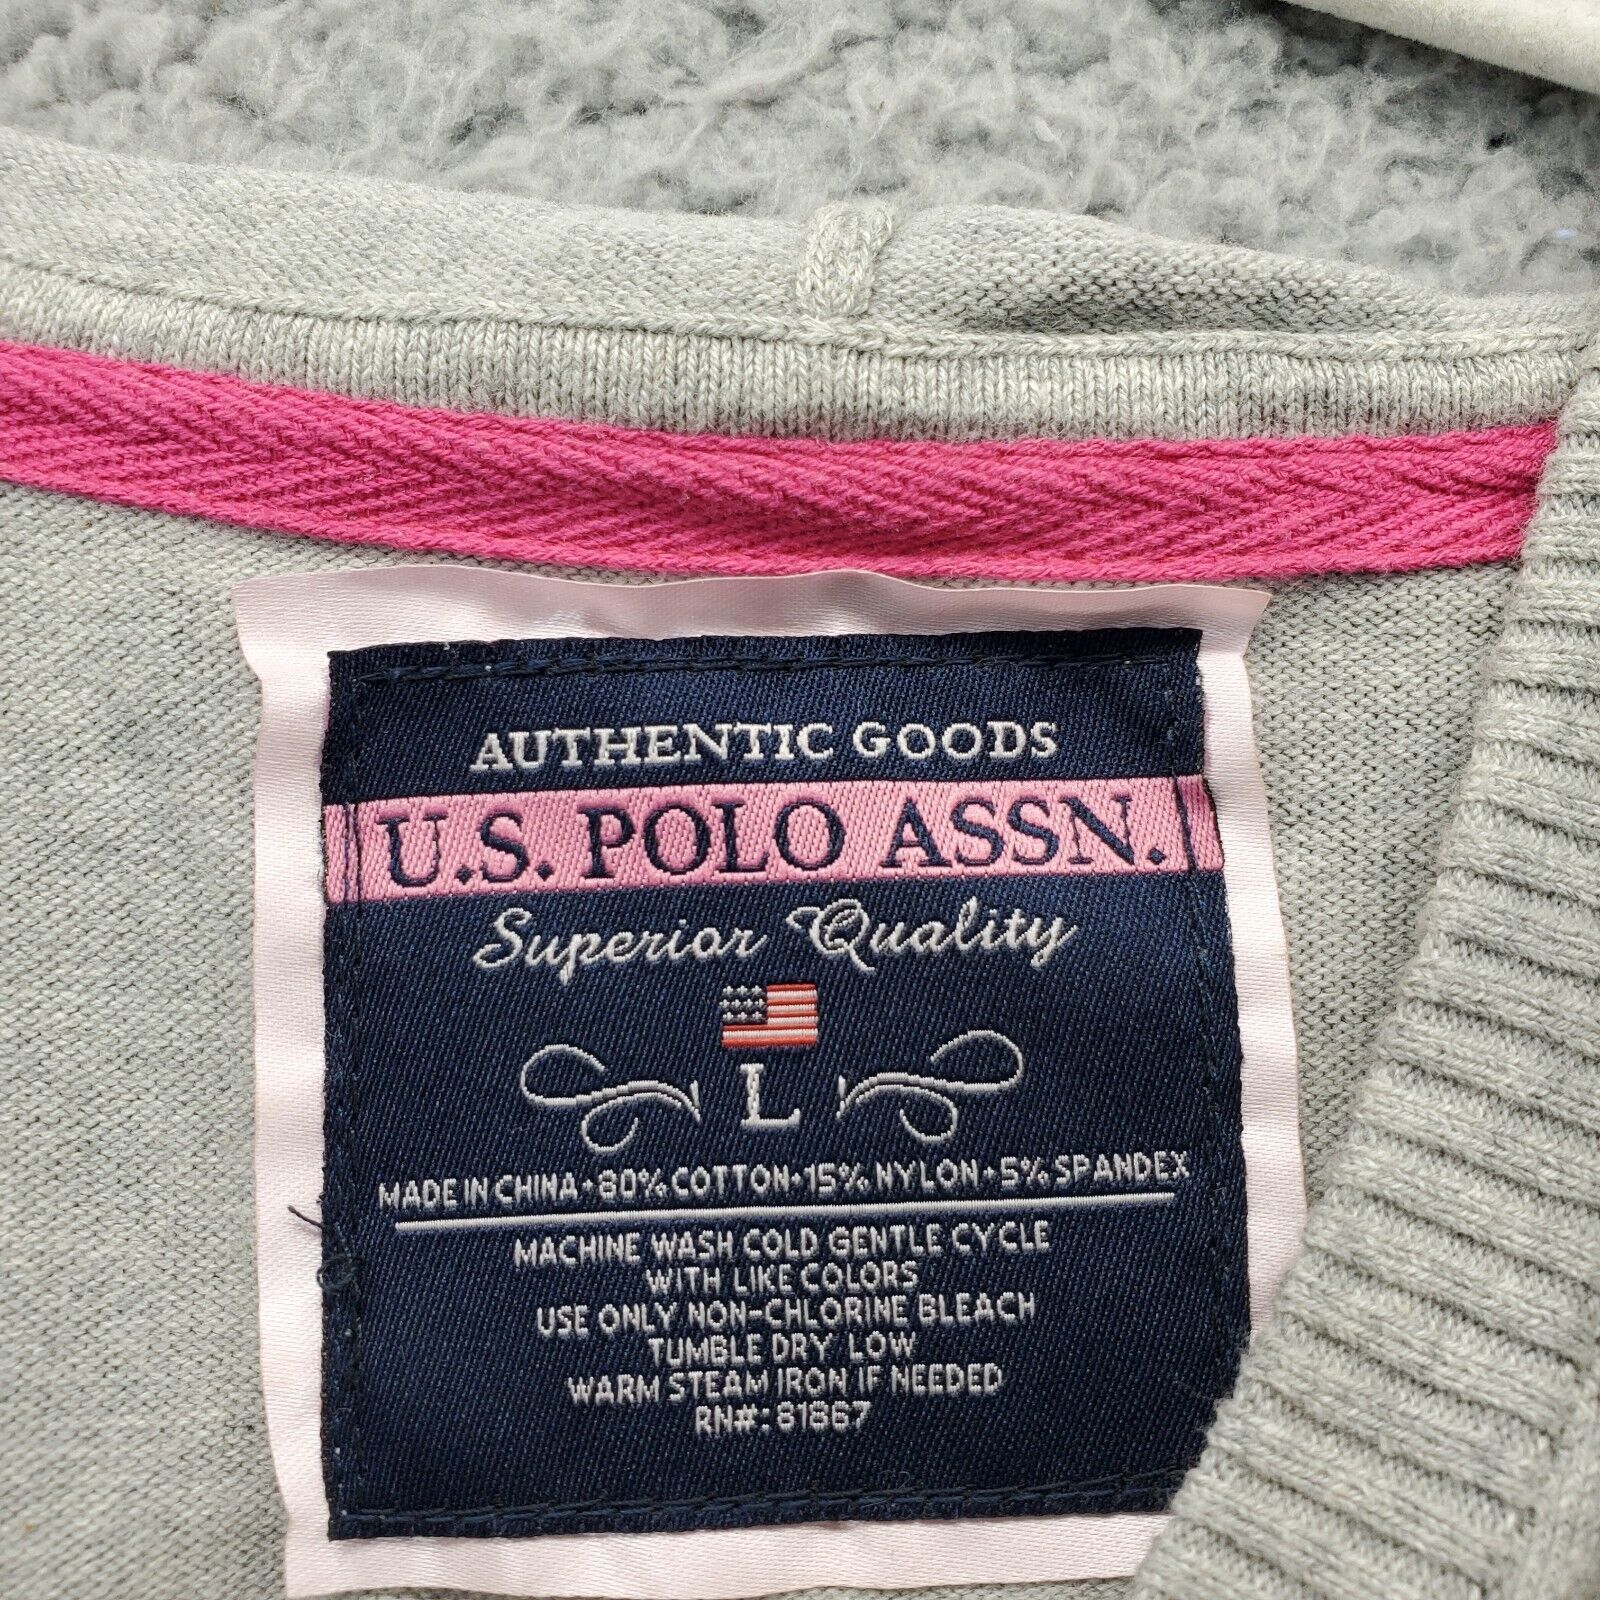 AUTHENTIC GOODS
U.S. POLO ASSN.
Superior Quality
L
MADE IN CHINA • 80% COTTON • 15% NYLON • 5% SPANDEX
MACHINE WASH COLD GENTLE CYCLE
WITH LIKE COLORS
USE ONLY NON-CHLORINE BLEACH
TUMBLE DRY LOW
WARM STEAM IRON IF NEEDED
RN#: 81867